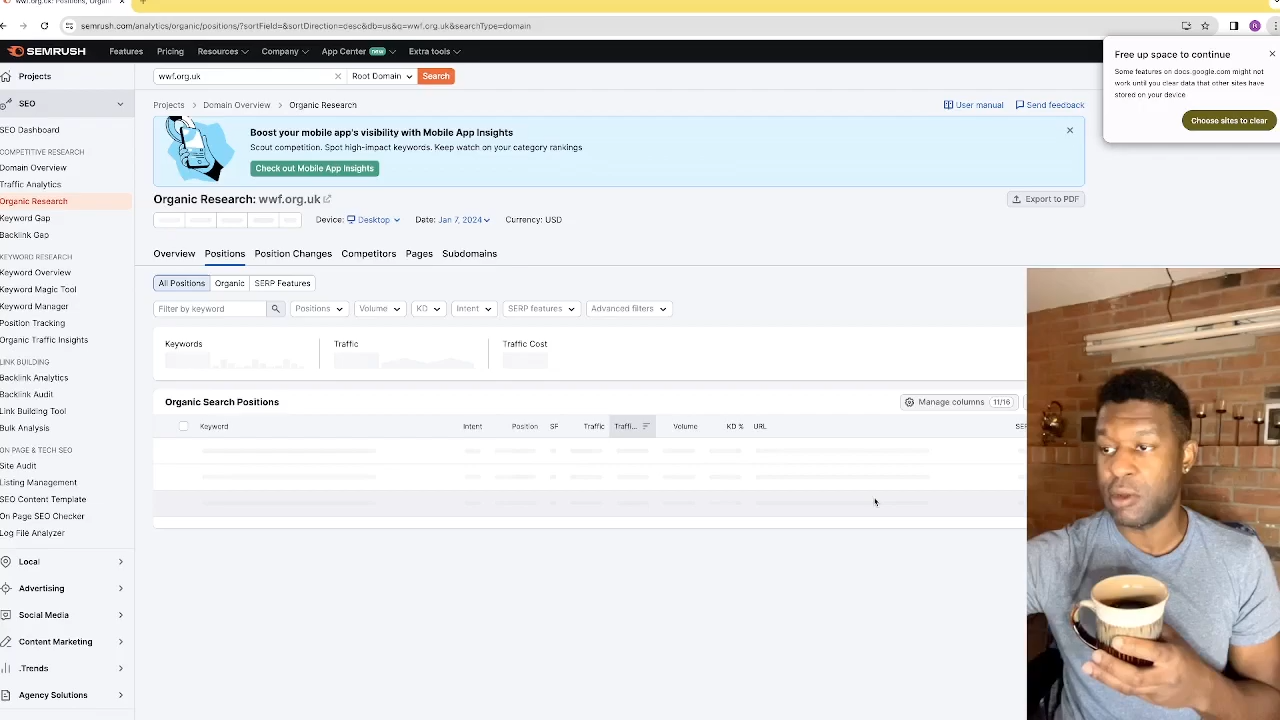 wwf.org.uk: Positions, Organi
semrush.com/analytics/organic/positions/?sortField=&sortDirection=desc&db=us&q=wwf.org.uk&searchType=domain
R
SEMRUSH
Features
Pricing
Resources
Company
App Center new
Extra tools
Free up space to continue
Some features on docs.google.com might not
work until you clear data that other sites have
stored on your device
Choose sites to clear
Projects
SEO
SEO Dashboard
COMPETITIVE RESEARCH
Domain Overview
Traffic Analytics
Organic Research
Keyword Gap
Backlink Gap
KEYWORD RESEARCH
Keyword Overview
Keyword Magic Tool
Keyword Manager
Position Tracking
Organic Traffic Insights
LINK BUILDING
Backlink Analytics
Backlink Audit
Link Building Tool
Bulk Analysis
ON PAGE & TECH SEO
Site Audit
Listing Management
SEO Content Template
On Page SEO Checker
Log File Analyzer
Local
Advertising
Social Media
Content Marketing
.Trends
Agency Solutions
wwf.org.uk
Root Domain
Search
Projects > Domain Overview > Organic Research
User manual
Send feedback
Boost your mobile app's visibility with Mobile App Insights
Scout competition. Spot high-impact keywords. Keep watch on your category rankings
Check out Mobile App Insights
Organic Research: wwf.org.uk
Export to PDF
Device: Desktop
Date: Jan 7, 2024
Currency: USD
Overview
Positions
Position Changes
Competitors
Pages
Subdomains
All Positions
Organic
SERP Features
Filter by keyword
Positions
Volume
KD
Intent
SERP features
Advanced filters
Keywords
Traffic
Traffic Cost
Organic Search Positions
Manage columns 11/16
Keyword
Intent
Position
SF
Traffic
Traffi...
Volume
KD %
URL
SER